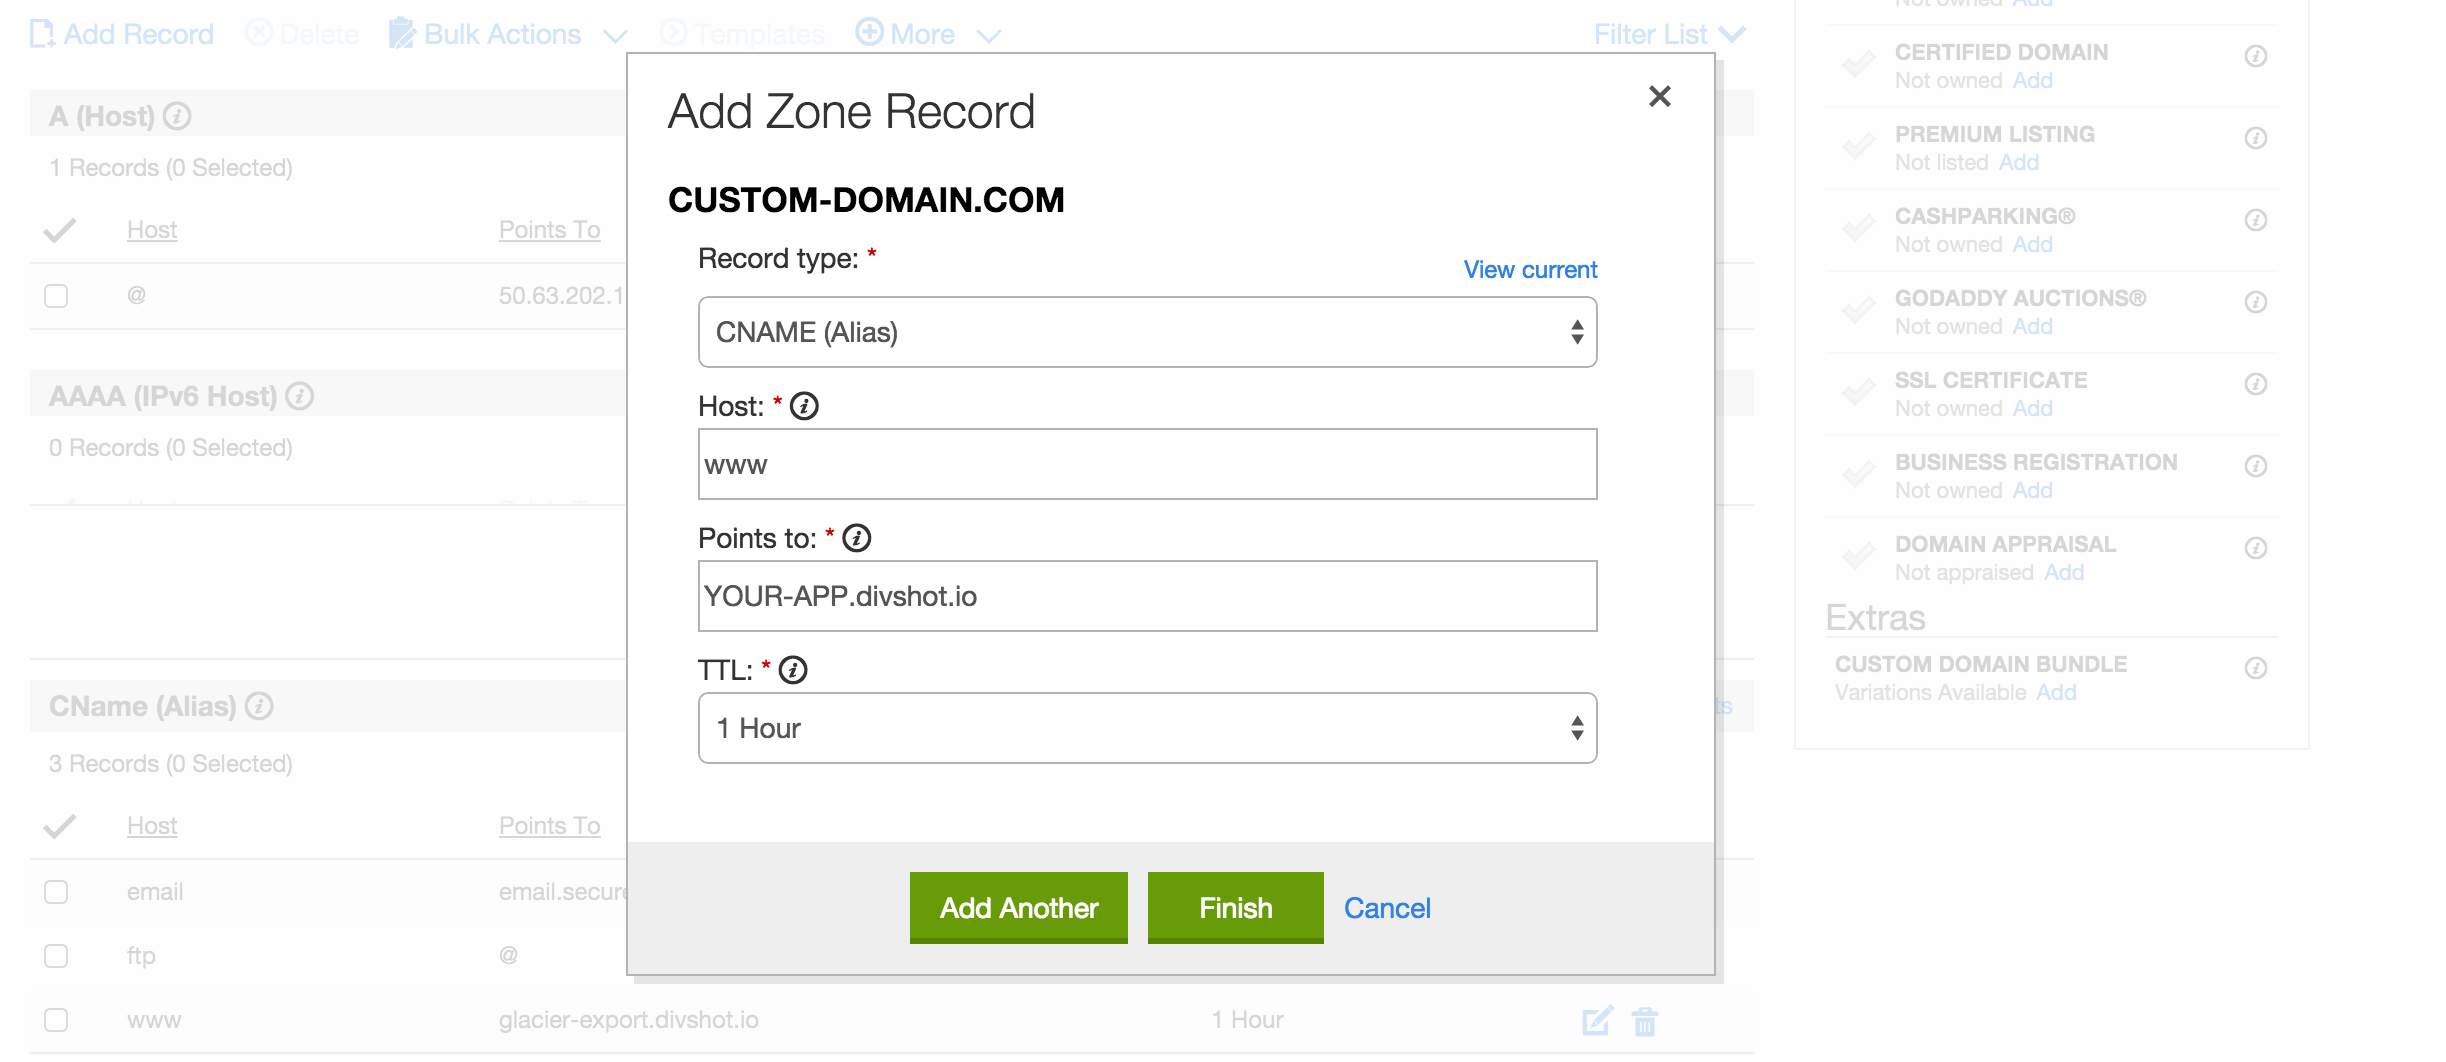 Add Record Delete Bulk Actions Templates More Filter List
A (Host)
1 Records (0 Selected)
Host Points To
@ 50.63.202.1
AAAA (IPv6 Host)
0 Records (0 Selected)
CName (Alias)
3 Records (0 Selected)
Host Points To
email email.secure
ftp @
www glacier-export.divshot.io 1 Hour
Add Zone Record
CUSTOM-DOMAIN.COM
Record type: *
View current
CNAME (Alias)
Host: *
www
Points to: *
YOUR-APP.divshot.io
TTL: *
1 Hour
Add Another Finish Cancel
Not owned Add
CERTIFIED DOMAIN
Not owned Add
PREMIUM LISTING
Not listed Add
CASHPARKING®
Not owned Add
GODADDY AUCTIONS®
Not owned Add
SSL CERTIFICATE
Not owned Add
BUSINESS REGISTRATION
Not owned Add
DOMAIN APPRAISAL
Not appraised Add
Extras
CUSTOM DOMAIN BUNDLE
Variations Available Add